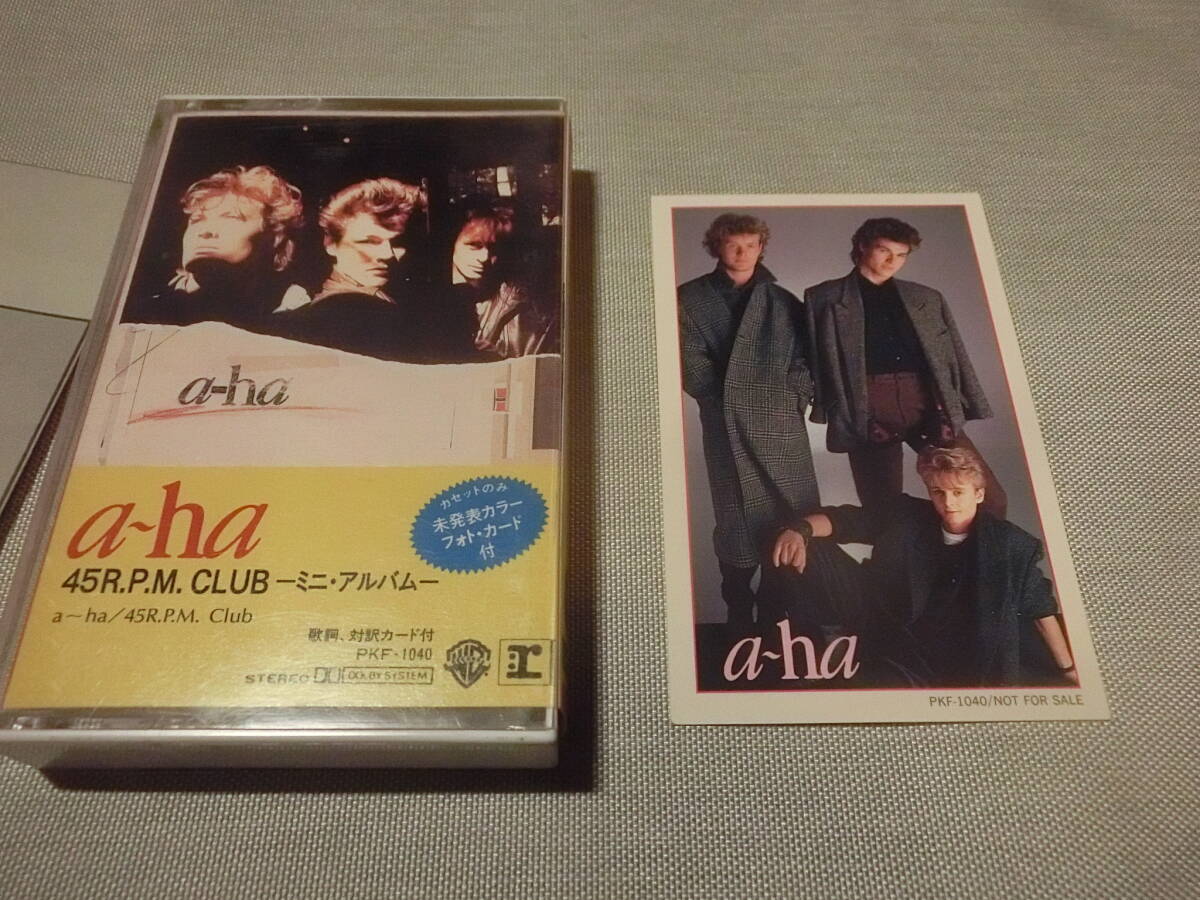 a-ha
a~ha
カセットのみ
未発表カラー
フォト・カード
付
45R.P.M. CLUB —ミニ・アルバム—
a~ha/45R.P.M. Club
歌詞、対訳カード付
PKF-1040
STEREO DOLBY SYSTEM
r
a~ha
PKF-1040/NOT FOR SALE